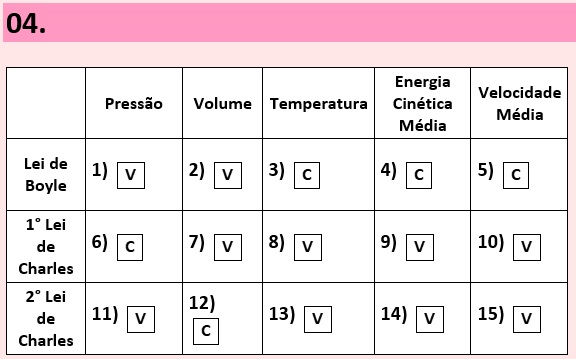 04.
Pressão Volume Temperatura Energia Cinética Média Velocidade Média
Lei de Boyle 1) V 2) V 3) C 4) C 5) C
1° Lei de Charles 6) C 7) V 8) V 9) V 10) V
2° Lei de Charles 11) V 12) C 13) V 14) V 15) V